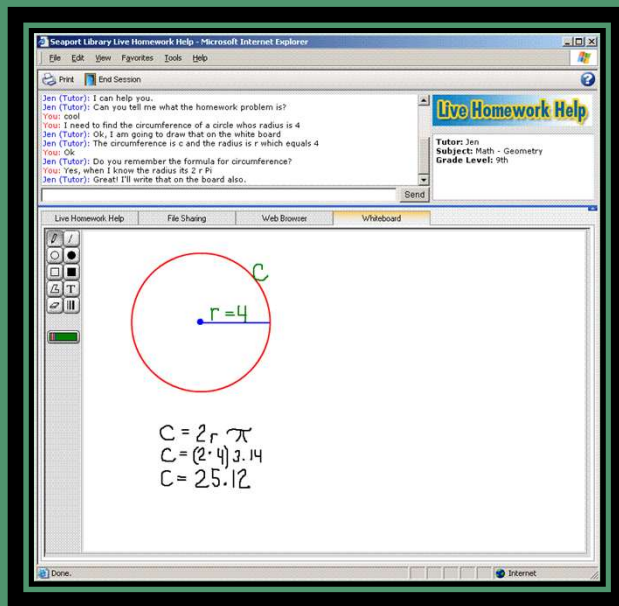 Seaport Library Live Homework Help - Microsoft Internet Explorer
File Edit View Favorites Tools Help
Print End Session
Jen (Tutor): I can help you.
Jen (Tutor): Can you tell me what the homework problem is?
You: cool
You: I need to find the circumference of a circle whos radius is 4
Jen (Tutor): Ok, I am going to draw that on the white board
Jen (Tutor): The circumference is c and the radius is r which equals 4
You: Ok
Jen (Tutor): Do you remember the formula for circumference?
You: Yes, when I know the radius its 2 r Pi
Jen (Tutor): Great! I'll write that on the board also.
Send
Live Homework Help
Tutor: Jen
Subject: Math - Geometry
Grade Level: 9th
Live Homework Help File Sharing Web Browser Whiteboard
T
C
r=4
C = 2r π
C = (2·4) 3.14
C = 25.12
Done. Internet